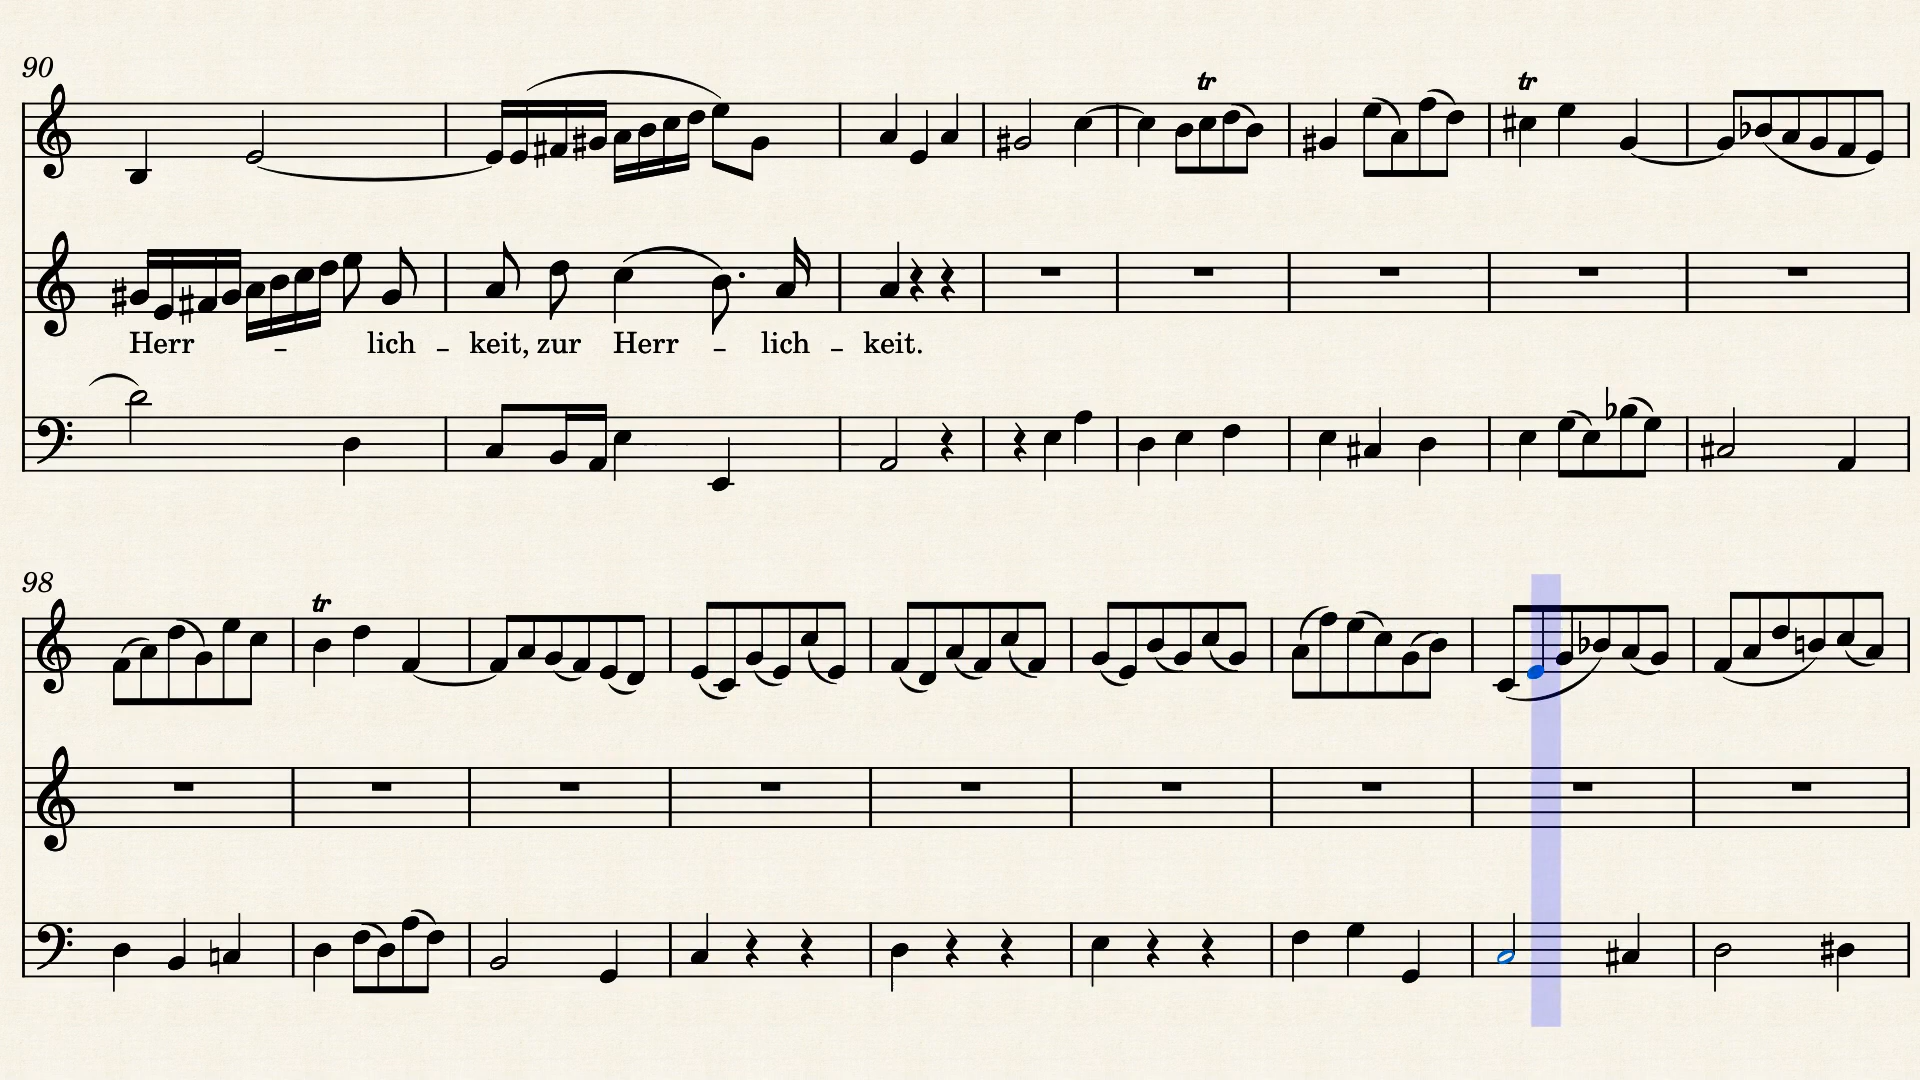 90
tr tr
Herr – lich – keit, zur Herr – lich – keit.
98
tr